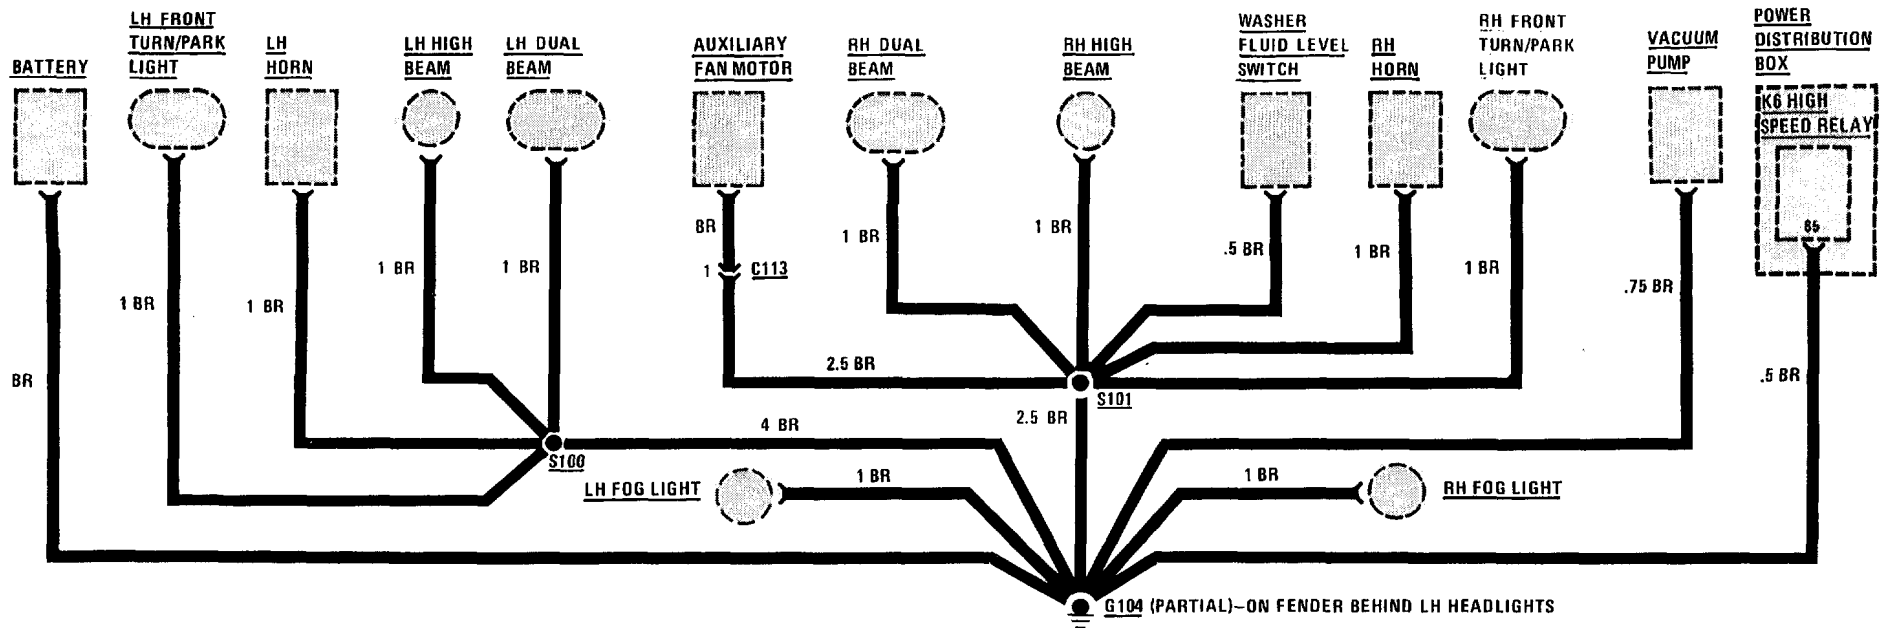 BATTERY
LH FRONT
TURN/PARK
LIGHT
LH
HORN
LH HIGH
BEAM
LH DUAL
BEAM
AUXILIARY
FAN MOTOR
RH DUAL
BEAM
RH HIGH
BEAM
WASHER
FLUID LEVEL
SWITCH
RH
HORN
RH FRONT
TURN/PARK
LIGHT
VACUUM
PUMP
POWER
DISTRIBUTION
BOX
K6 HIGH
SPEED RELAY
85
BR
1 BR
1 BR
1 BR
1 BR
BR
1 C113
2.5 BR
1 BR
1 BR
.5 BR
1 BR
1 BR
.75 BR
.5 BR
S101
2.5 BR
4 BR
S100
LH FOG LIGHT
1 BR
1 BR
RH FOG LIGHT
G104 (PARTIAL)–ON FENDER BEHIND LH HEADLIGHTS